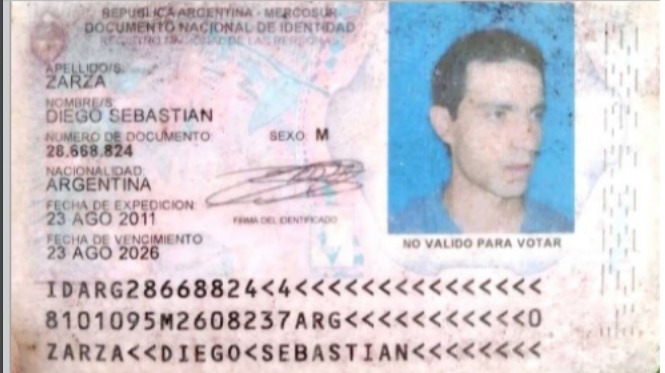 REPUBLICA ARGENTINA - MERCOSUR
DOCUMENTO NACIONAL DE IDENTIDAD
REGISTRO NACIONAL DE LAS PERSONAS
APELLIDO/S
ZARZA
NOMBRE/S
DIEGO SEBASTIAN
NUMERO DE DOCUMENTO: SEXO M
28.668.824
NACIONALIDAD:
ARGENTINA
FECHA DE EXPEDICION:
23 AGO 2011
FIRMA DEL IDENTIFICADO
FECHA DE VENCIMIENTO
23 AGO 2026
NO VALIDO PARA VOTAR
IDARG28668824<4<<<<<<<<<<<<<<<
8101095M2608237ARG<<<<<<<<<<<0
ZARZA<<DIEGO<SEBASTIAN<<<<<<<<